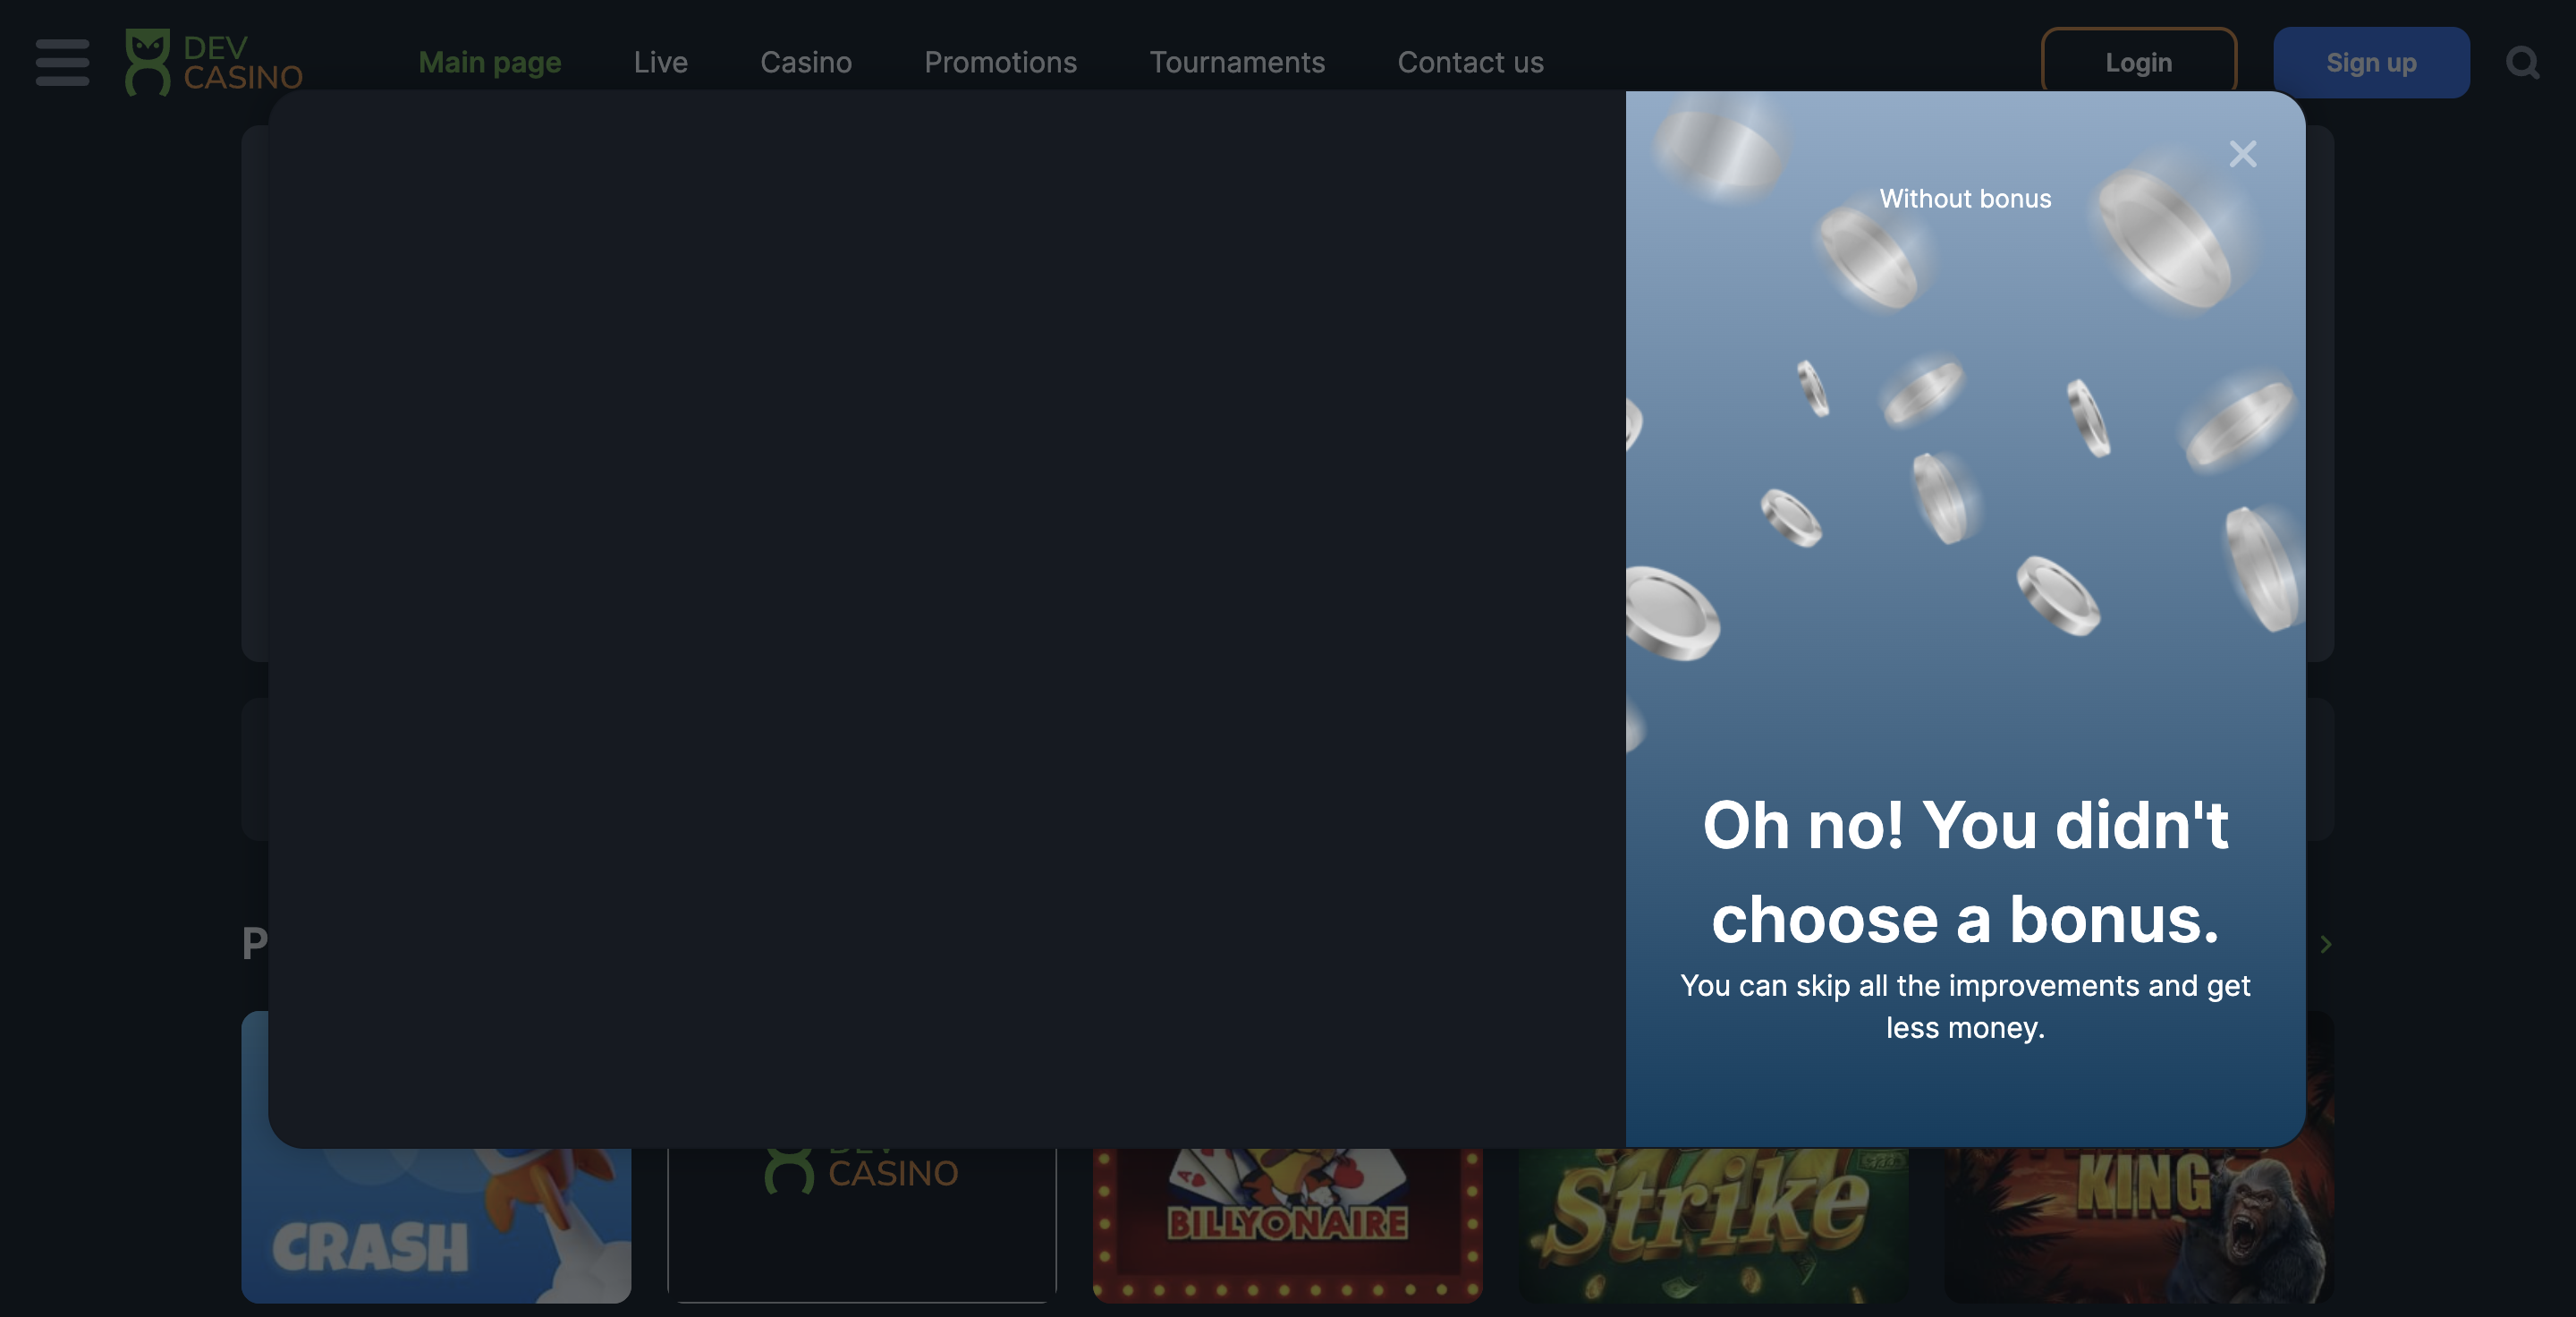 DEV
CASINO
Main page
Live
Casino
Promotions
Tournaments
Contact us
Login
Sign up
Without bonus
Oh no! You didn't
choose a bonus.
You can skip all the improvements and get
less money.
P
CRASH
CASINO
BILLYONAIRE
Strike
KING